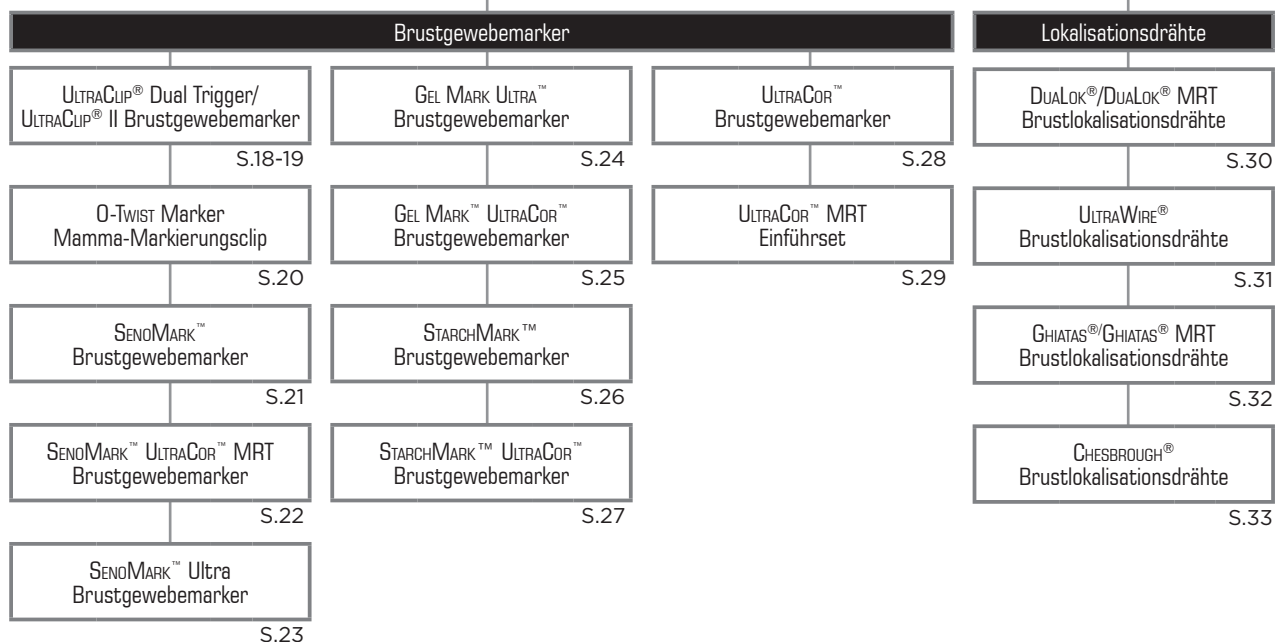 Brustgewebemarker
ULTRACLIP® Dual Trigger/
ULTRACLIP® II Brustgewebemarker
S.18-19
O-TWIST Marker
Mamma-Markierungsclip
S.20
SENOMARK™
Brustgewebemarker
S.21
SENOMARK™ ULTRACOR™ MRT
Brustgewebemarker
S.22
SENOMARK™ Ultra
Brustgewebemarker
S.23
GEL MARK ULTRA™
Brustgewebemarker
S.24
GEL MARK™ ULTRACOR™
Brustgewebemarker
S.25
STARCHMARK™
Brustgewebemarker
S.26
STARCHMARK™ ULTRACOR™
Brustgewebemarker
S.27
ULTRACOR™
Brustgewebemarker
S.28
ULTRACOR™ MRT
Einführset
S.29
Lokalisationsdrähte
DUALOK®/DUALOK® MRT
Brustlokalisationsdrähte
S.30
ULTRAWIRE®
Brustlokalisationsdrähte
S.31
GHIATAS®/GHIATAS® MRT
Brustlokalisationsdrähte
S.32
CHESBROUGH®
Brustlokalisationsdrähte
S.33